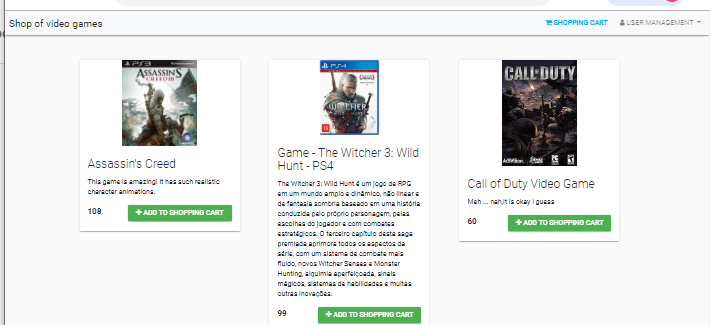 Shop of video games
SHOPPING CART
USER MANAGEMENT
PS3
ASSASSIN'S
CREED III
Assassin's Creed
This game is amazing! It has such realistic
character animations.
108
+ ADD TO SHOPPING CART
PS4
WITCHER
WILD HUNT
Game - The Witcher 3: Wild
Hunt - PS4
The Witcher 3: Wild Hunt é um jogo de RPG
em um mundo amplo e dinâmico, não linear e
de fantasia sombria baseado em uma história
conduzida pelo próprio personagem, pelas
escolhas do jogador e com combates
estratégicos. O terceiro capítulo desta saga
premiada aprimora todos os aspectos da
série, com um sistema de combate mais
fluido, novos Witcher Senses e Monster
Hunting, alquimia aperfeiçoada, sinais
mágicos, sistemas de habilidades e muitas
outras inovações.
99
+ ADD TO SHOPPING CART
CALL OF DUTY
ACTIVISION
PC
Call of Duty Video Game
Meh ... nah,it is okay I guess
60
+ ADD TO SHOPPING CART